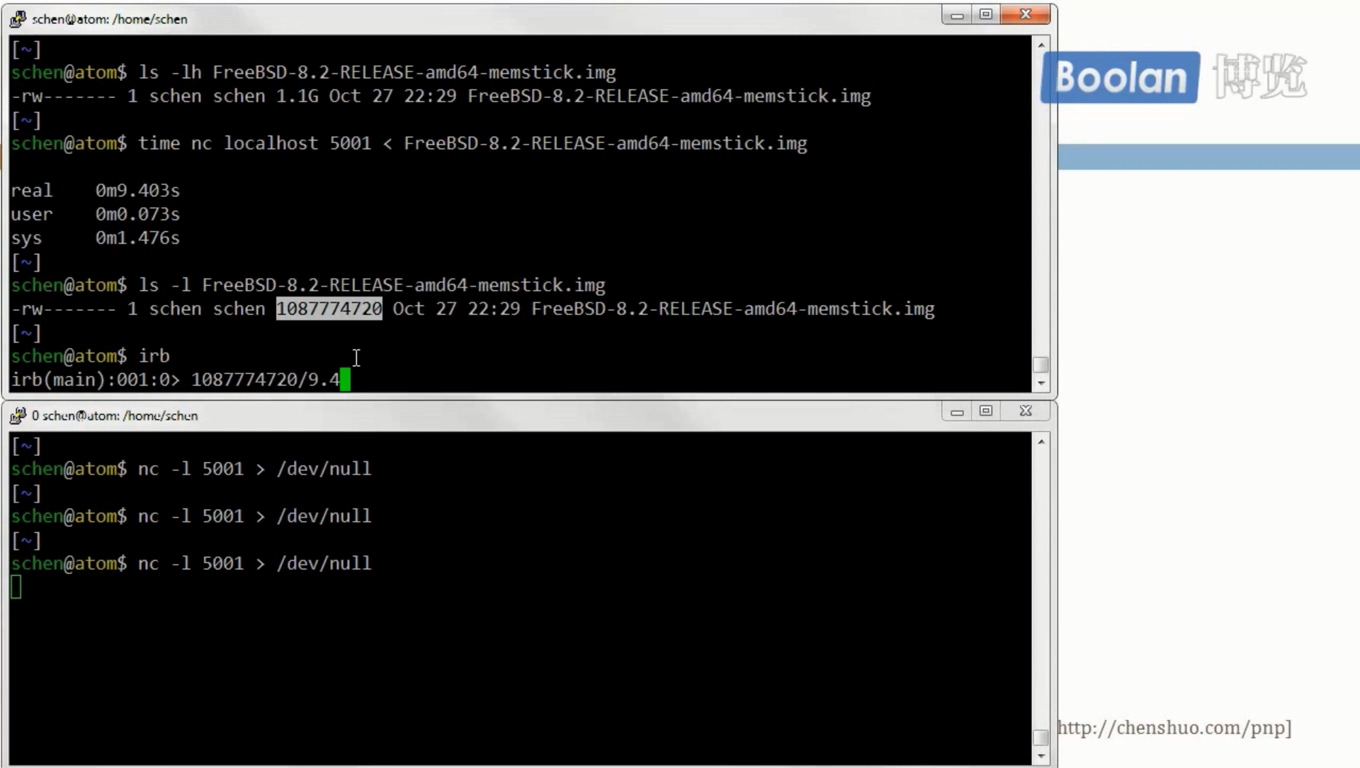 schen@atom: /home/schen
[~]
schen@atom$ ls -lh FreeBSD-8.2-RELEASE-amd64-memstick.img
-rw------- 1 schen schen 1.1G Oct 27 22:29 FreeBSD-8.2-RELEASE-amd64-memstick.img
[~]
schen@atom$ time nc localhost 5001 < FreeBSD-8.2-RELEASE-amd64-memstick.img
real 0m9.403s
user 0m0.073s
sys 0m1.476s
[~]
schen@atom$ ls -l FreeBSD-8.2-RELEASE-amd64-memstick.img
-rw------- 1 schen schen 1087774720 Oct 27 22:29 FreeBSD-8.2-RELEASE-amd64-memstick.img
[~]
schen@atom$ irb
irb(main):001:0> 1087774720/9.4
Boolan 博览
0 schen@atom: /home/schen
[~]
schen@atom$ nc -l 5001 > /dev/null
[~]
schen@atom$ nc -l 5001 > /dev/null
[~]
schen@atom$ nc -l 5001 > /dev/null
http://chenshuo.com/pnp]